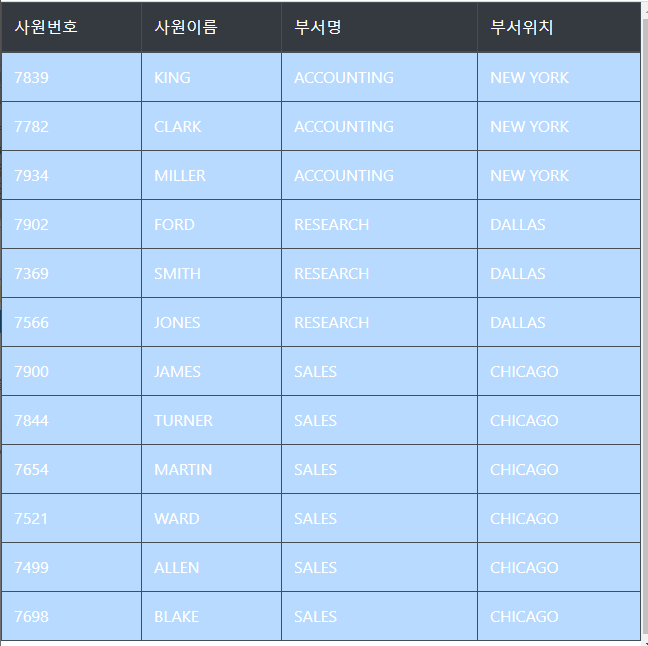 사원번호 사원이름 부서명 부서위치
7839 KING ACCOUNTING NEW YORK
7782 CLARK ACCOUNTING NEW YORK
7934 MILLER ACCOUNTING NEW YORK
7902 FORD RESEARCH DALLAS
7369 SMITH RESEARCH DALLAS
7566 JONES RESEARCH DALLAS
7900 JAMES SALES CHICAGO
7844 TURNER SALES CHICAGO
7654 MARTIN SALES CHICAGO
7521 WARD SALES CHICAGO
7499 ALLEN SALES CHICAGO
7698 BLAKE SALES CHICAGO